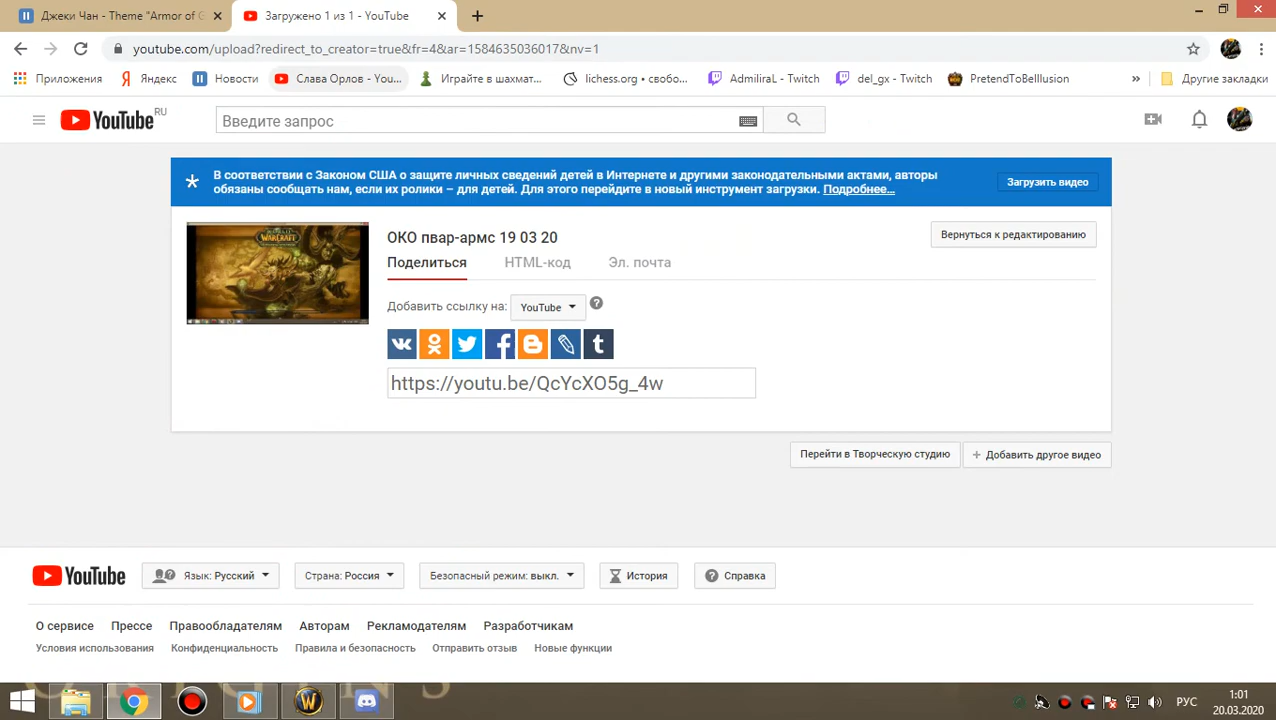 Джеки Чан - Theme "Armor of G
Загружено 1 из 1 - YouTube
youtube.com/upload?redirect_to_creator=true&fr=4&ar=1584635036017&nv=1
Приложения Яндекс Новости Слава Орлов - You... Играйте в шахмат... lichess.org • свобо... AdmiraL - Twitch del_gx - Twitch PretendToBeIllusion » Другие закладки
YouTube RU
Введите запрос
В соответствии с Законом США о защите личных сведений детей в Интернете и другими законодательными актами, авторы
обязаны сообщать нам, если их ролики – для детей. Для этого перейдите в новый инструмент загрузки. Подробнее...
Загрузить видео
WARCRAFT
ОКО пвар-армс 19 03 20
Вернуться к редактированию
Поделиться HTML-код Эл. почта
Добавить ссылку на: YouTube
https://youtu.be/QcYcXO5g_4w
Перейти в Творческую студию + Добавить другое видео
YouTube Язык: Русский Страна: Россия Безопасный режим: выкл. История Справка
О сервисе Прессе Правообладателям Авторам Рекламодателям Разработчикам
Условия использования Конфиденциальность Правила и безопасность Отправить отзыв Новые функции
РУС
1:01
20.03.2020